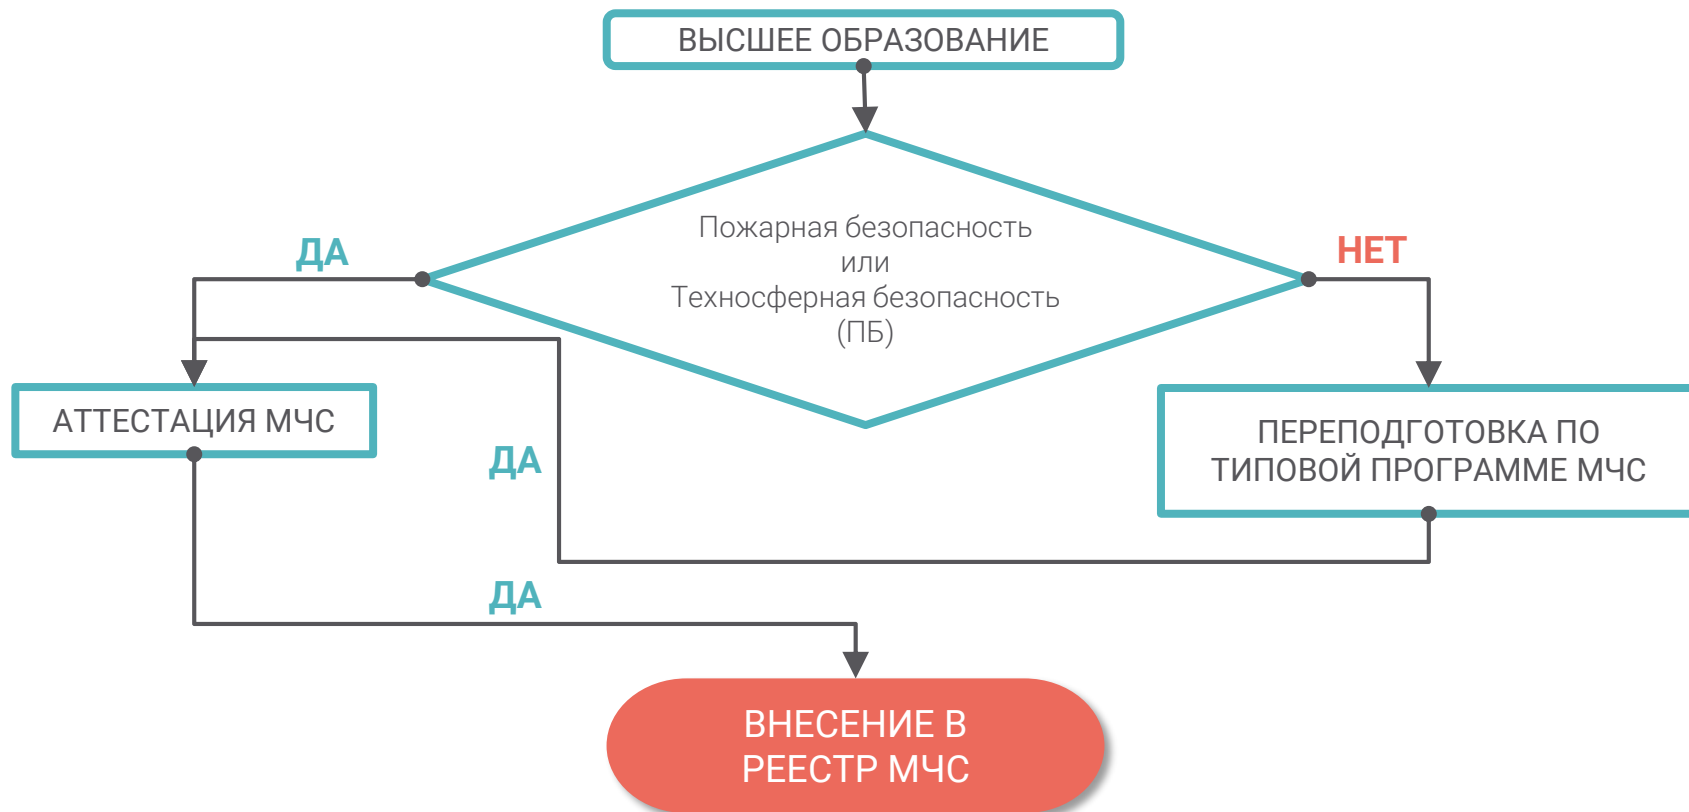 ВЫСШЕЕ ОБРАЗОВАНИЕ
Пожарная безопасность
или
Техносферная безопасность
(ПБ)
ДА
НЕТ
АТТЕСТАЦИЯ МЧС
ПЕРЕПОДГОТОВКА ПО
ТИПОВОЙ ПРОГРАММЕ МЧС
ДА
ДА
ВНЕСЕНИЕ В
РЕЕСТР МЧС